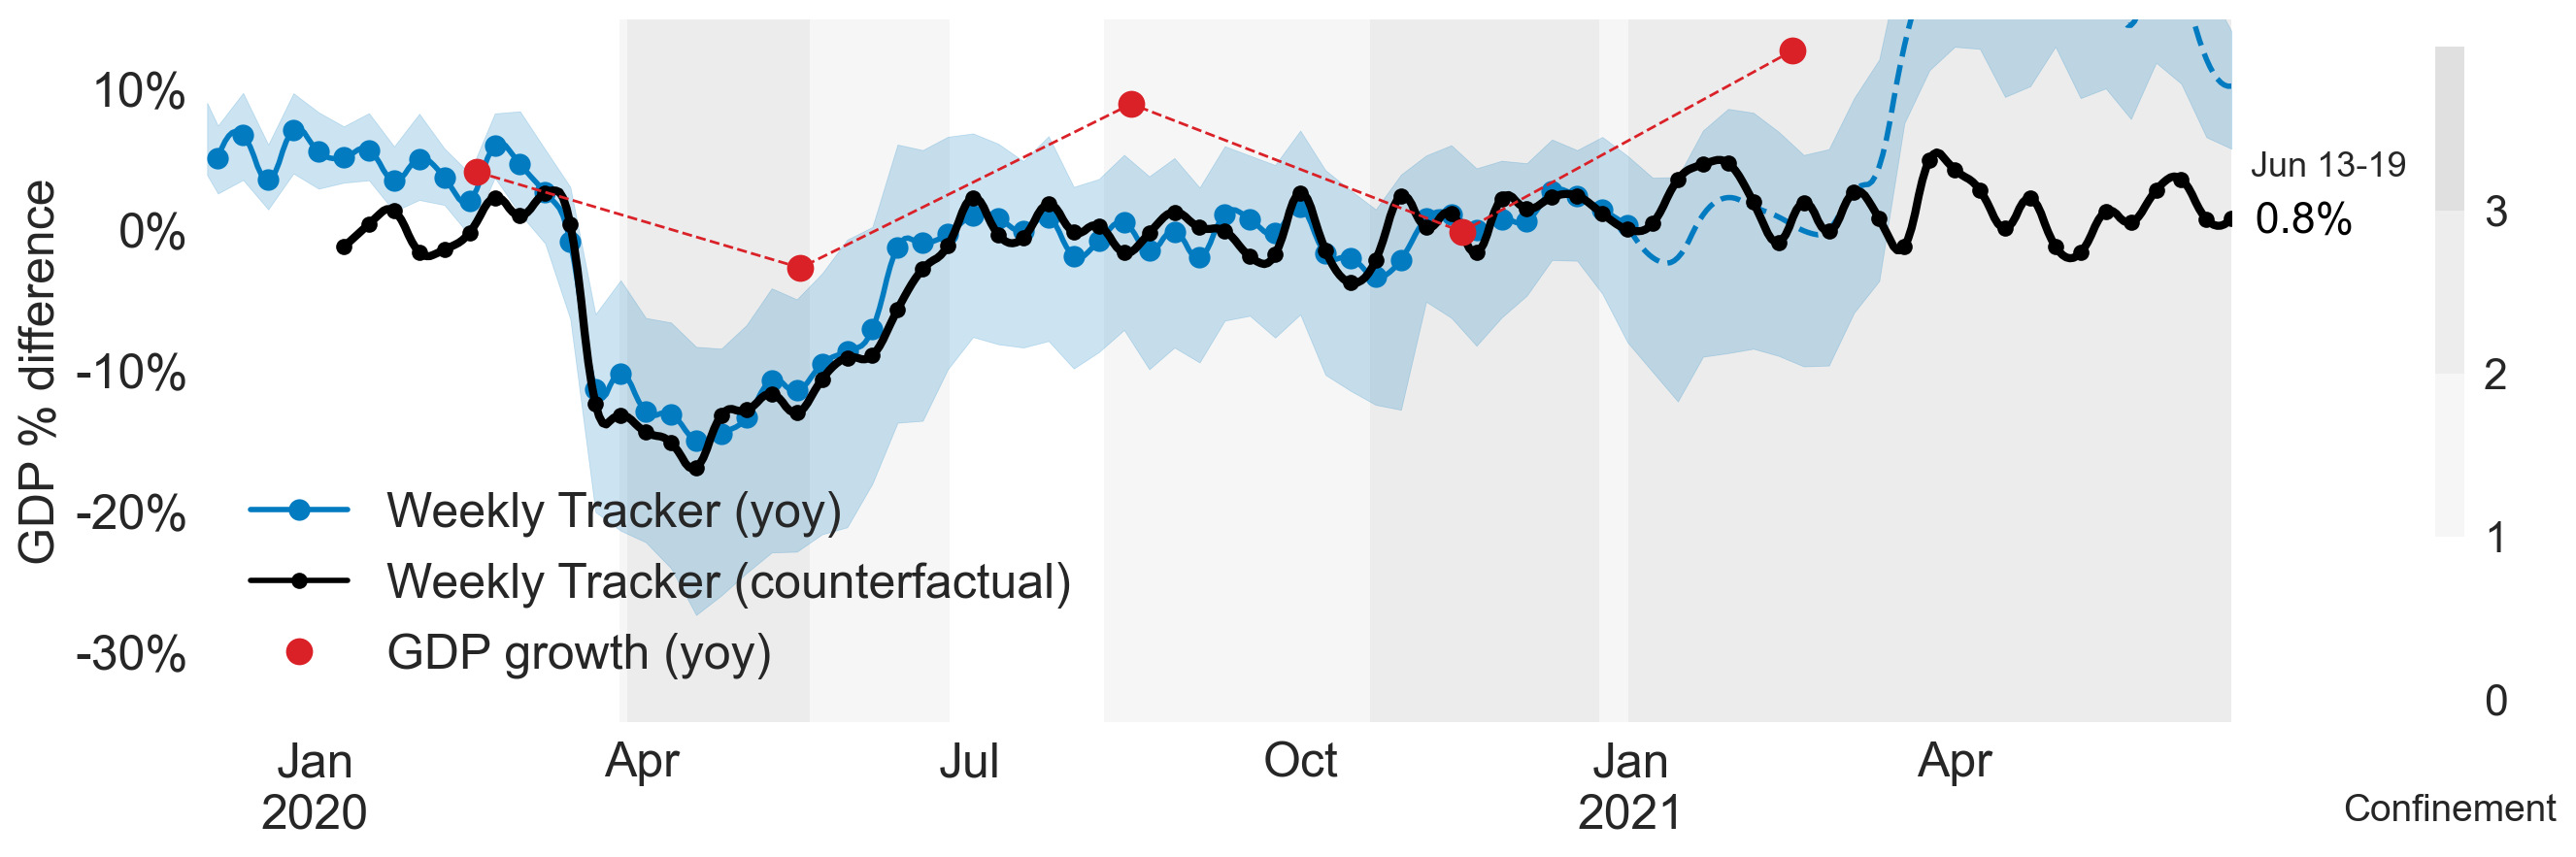 GDP % difference
10%
0%
-10%
-20%
-30%
Weekly Tracker (yoy)
Weekly Tracker (counterfactual)
GDP growth (yoy)
Jan
2020
Apr
Jul
Oct
Jan
2021
Apr
Jun 13-19
0.8%
3
2
1
0
Confinement